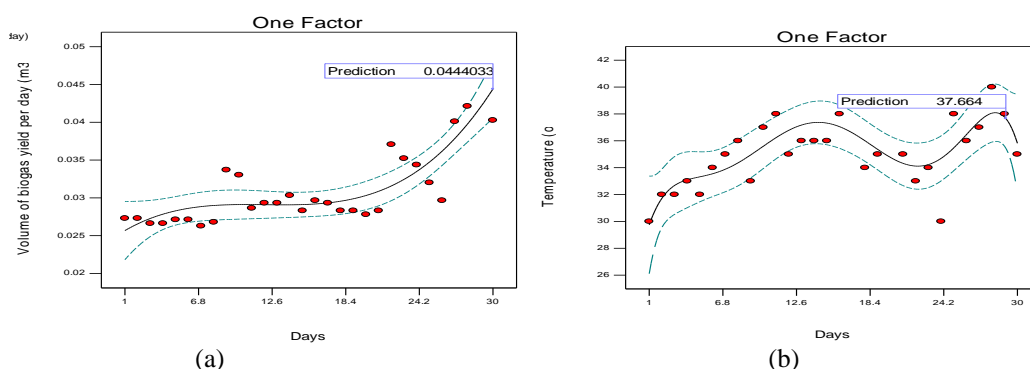 One Factor
day)
Volume of biogas yield per day (m3
0.05
0.045
0.04
0.035
0.03
0.025
0.02
Prediction 0.0444033
1 6.8 12.6 18.4 24.2 30
Days
(a)
One Factor
Temperature (o
42
40
38
36
34
32
30
28
26
Prediction 37.664
1 6.8 12.6 18.4 24.2 30
Days
(b)